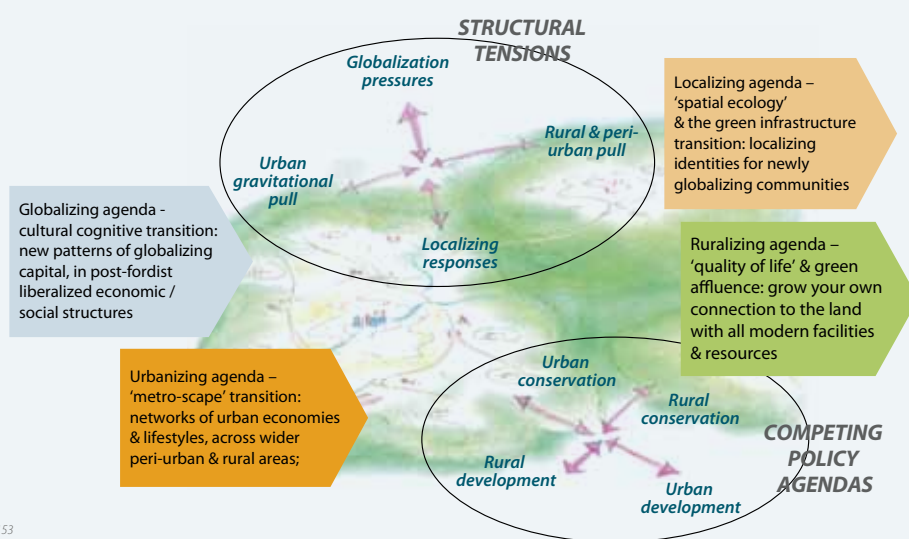 STRUCTURAL
TENSIONS
Globalization
pressures
Rural & peri-
urban pull
Urban
gravitational
pull
Localizing
responses
Localizing agenda –
‘spatial ecology’
& the green infrastructure
transition: localizing
identities for newly
globalizing communities
Globalizing agenda -
cultural cognitive transition:
new patterns of globalizing
capital, in post-fordist
liberalized economic /
social structures
Ruralizing agenda –
‘quality of life’ & green
affluence: grow your own
connection to the land
with all modern facilities
& resources
Urbanizing agenda –
‘metro-scape’ transition:
networks of urban economies
& lifestyles, across wider
peri-urban & rural areas;
Urban
conservation
Rural
conservation
Rural
development
Urban
development
COMPETING
POLICY
AGENDAS
53